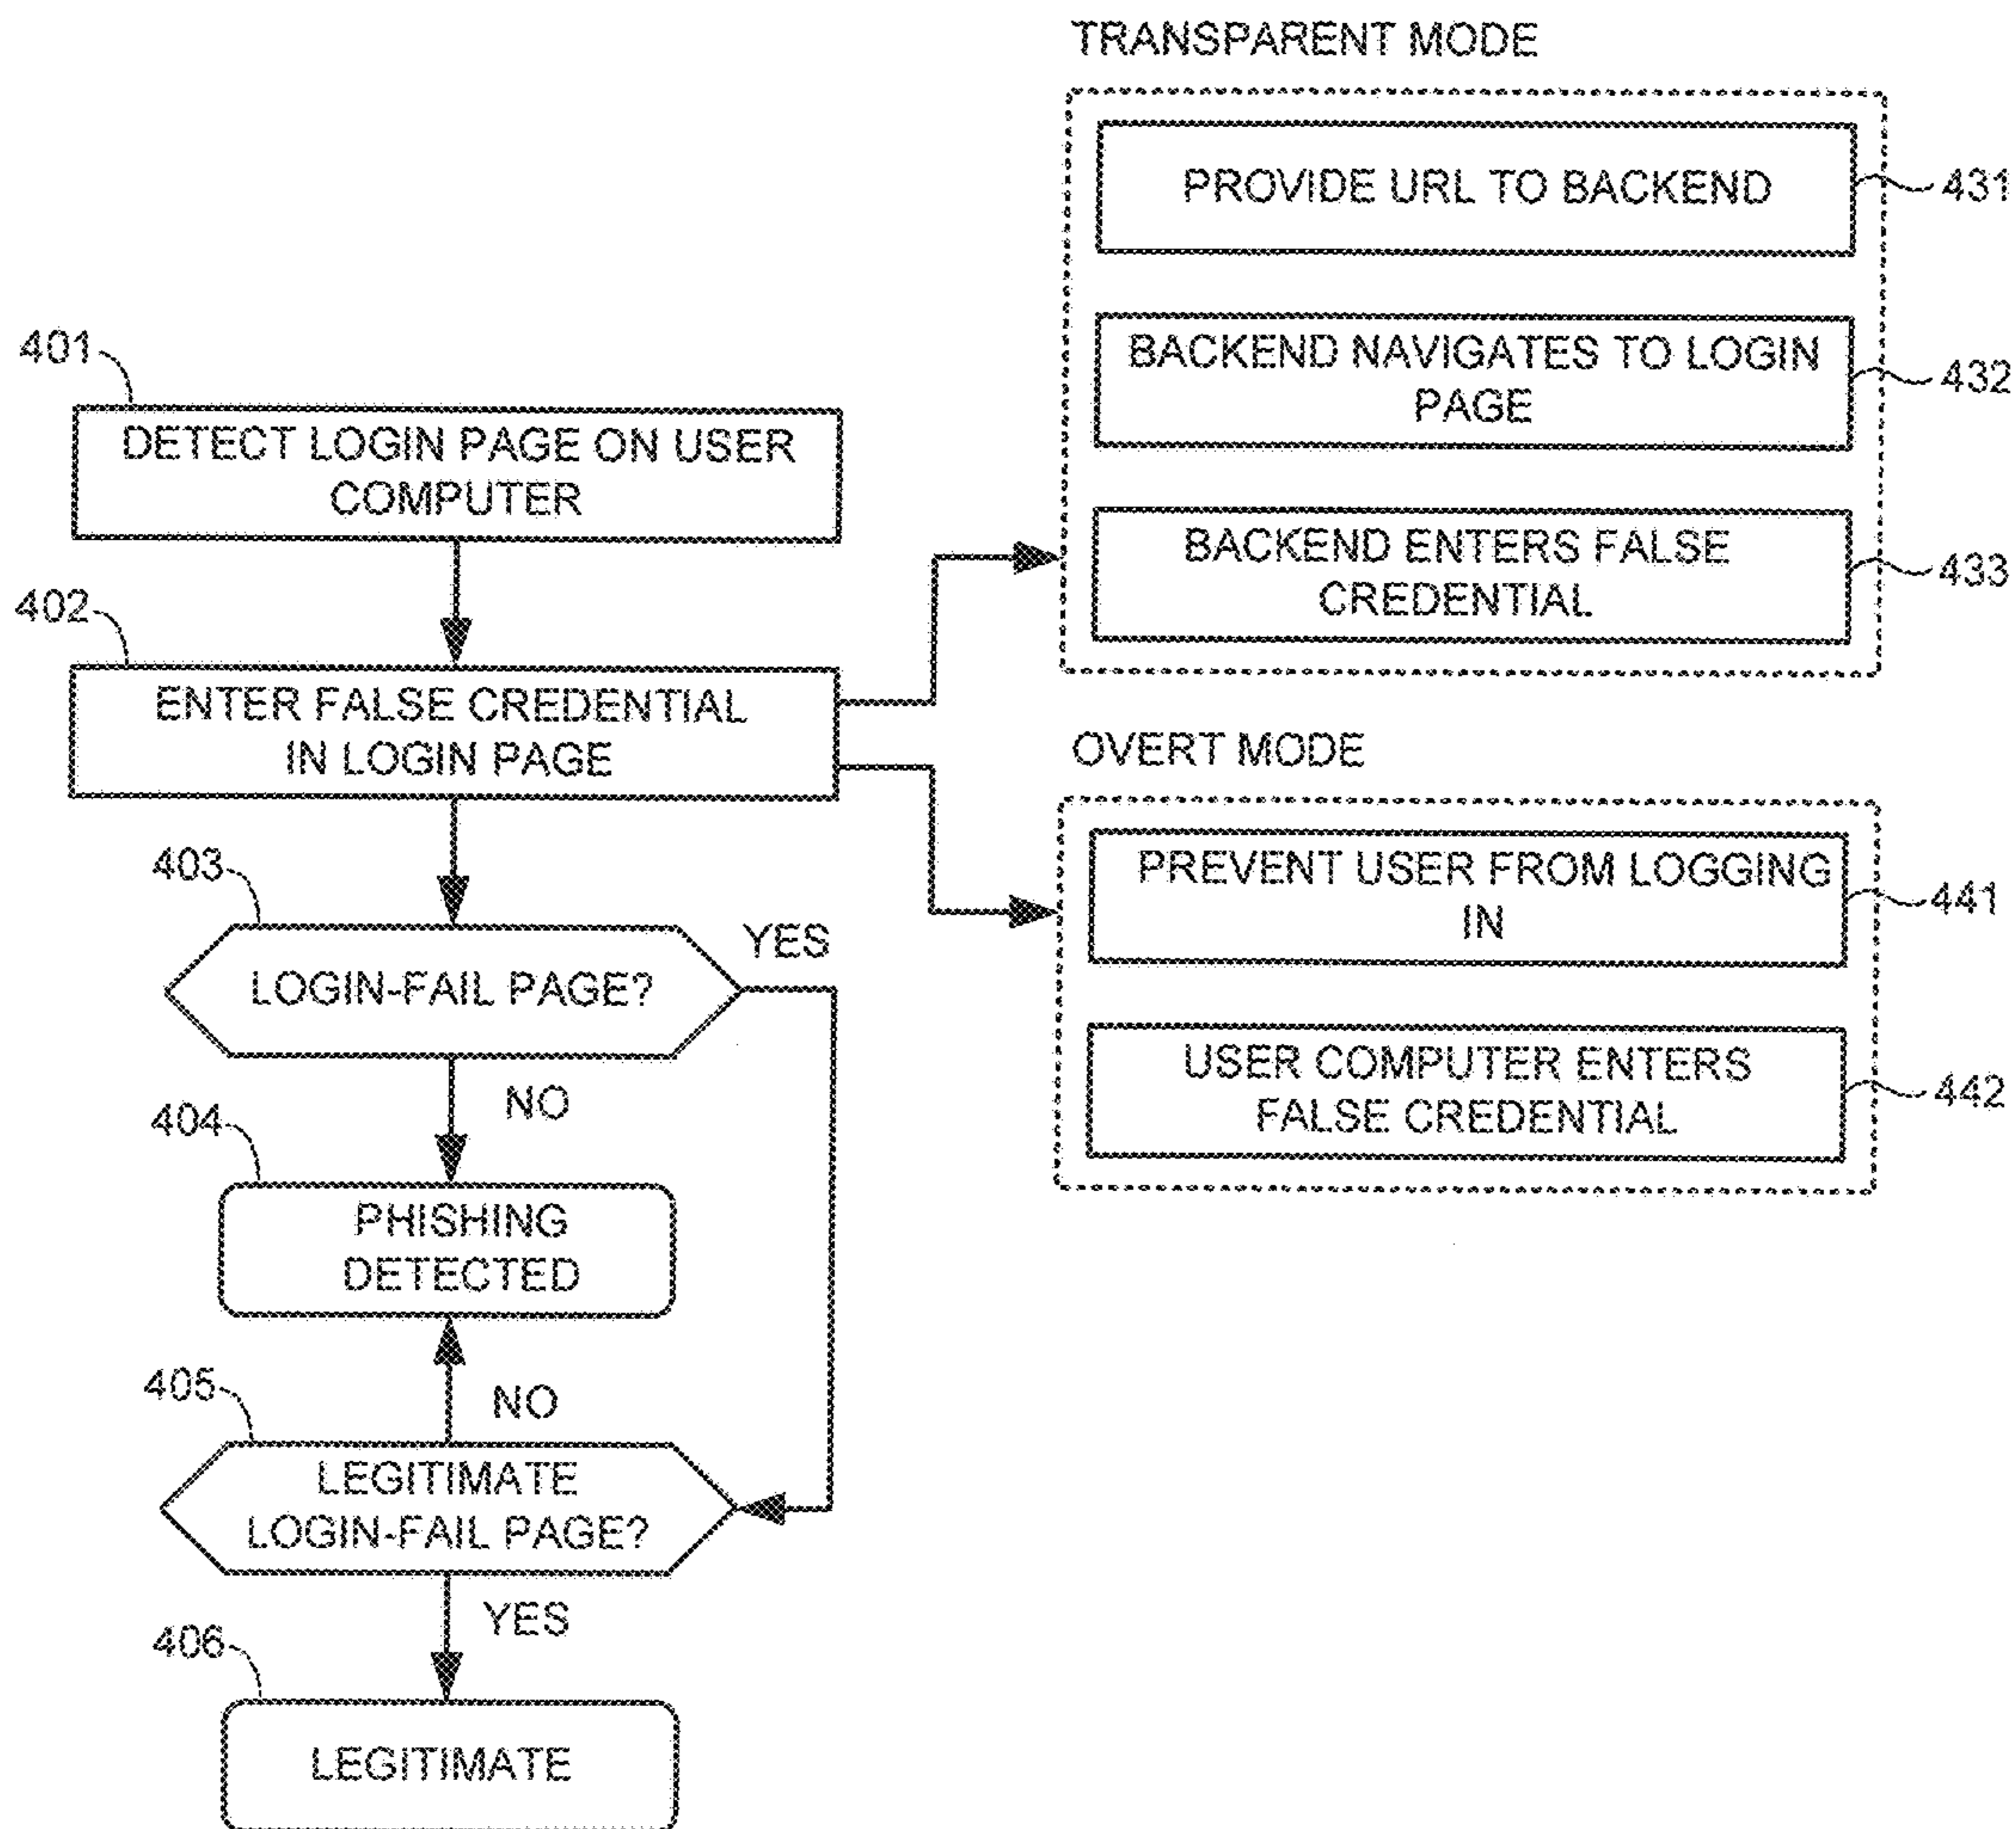 TRANSPARENT MODE
PROVIDE URL TO BACKEND
431
BACKEND NAVIGATES TO LOGIN
PAGE
432
BACKEND ENTERS FALSE
CREDENTIAL
433
401
DETECT LOGIN PAGE ON USER
COMPUTER
402
ENTER FALSE CREDENTIAL
IN LOGIN PAGE
OVERT MODE
PREVENT USER FROM LOGGING
IN
441
USER COMPUTER ENTERS
FALSE CREDENTIAL
442
403
LOGIN-FAIL PAGE?
YES
NO
404
PHISHING
DETECTED
NO
405
LEGITIMATE
LOGIN-FAIL PAGE?
YES
406
LEGITIMATE